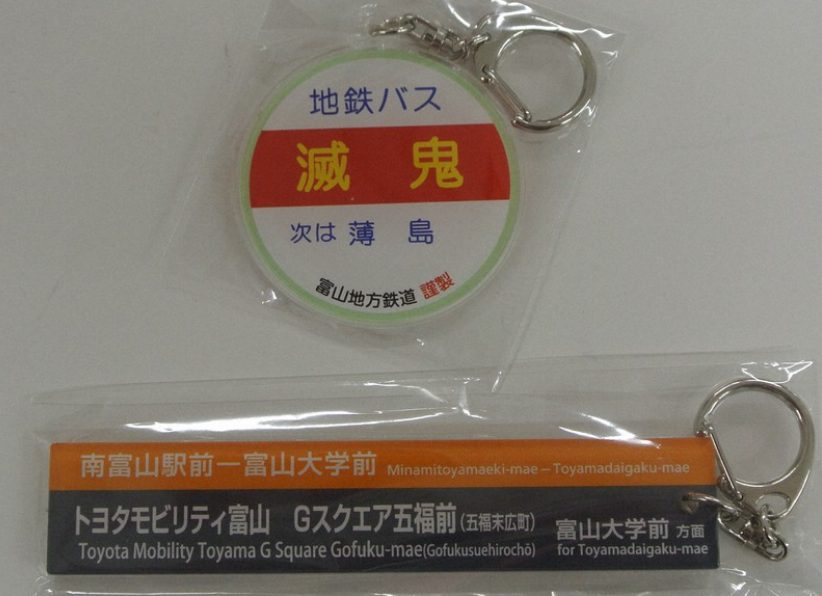 地鉄バス
滅 鬼
次は 薄 島
富山地方鉄道 謹製
南富山駅前ー富山大学前 Minamitoyamaeki-mae – Toyamadaigaku-mae
トヨタモビリティ富山 Gスクエア五福前(五福末広町)
Toyota Mobility Toyama G Square Gofuku-mae(Gofukusuehirochō)
富山大学前 方面
for Toyamadaigaku-mae